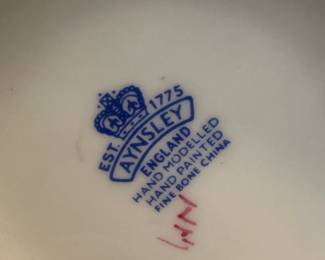 EST. 1775
AYNSLEY
ENGLAND
HAND MODELLED
HAND PAINTED
FINE BONE CHINA